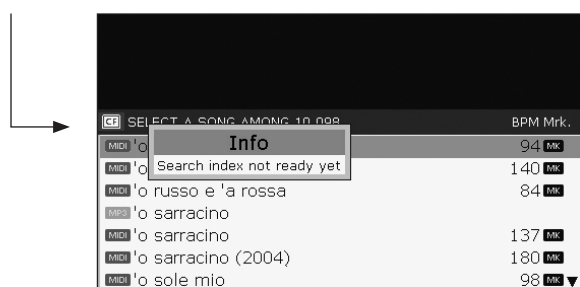 CF SELECT A SONG AMONG 10.098 BPM Mrk.
Info
Search index not ready yet
MIDI 'o 94 MK
MIDI 'o 140 MK
MIDI 'o russo e 'a rossa 84 MK
MP3 'o sarracino
MIDI 'o sarracino 137 MK
MIDI 'o sarracino (2004) 180 MK
MIDI 'o sole mio 98 MK